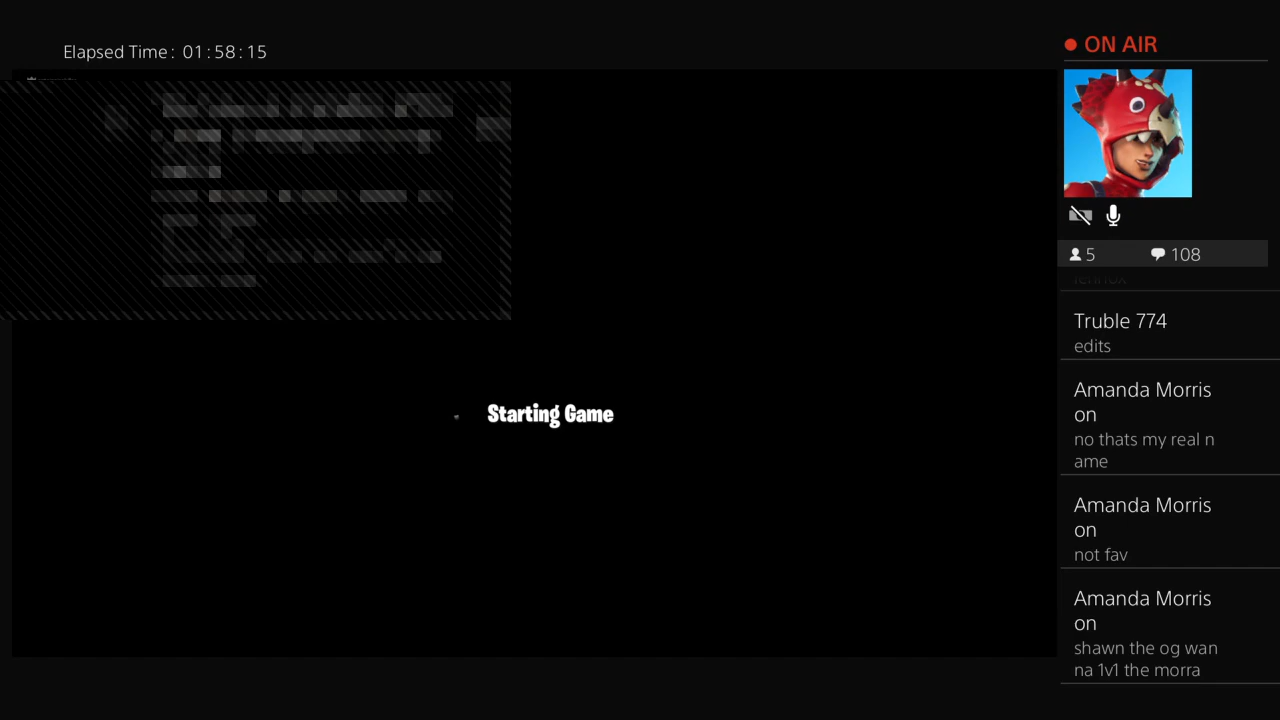 Elapsed Time: 01:58:15
ON AIR
5 108
Truble 774
edits
Amanda Morris
on
no thats my real n
ame
Amanda Morris
on
not fav
Amanda Morris
on
shawn the og wan
na 1v1 the morra
Starting Game